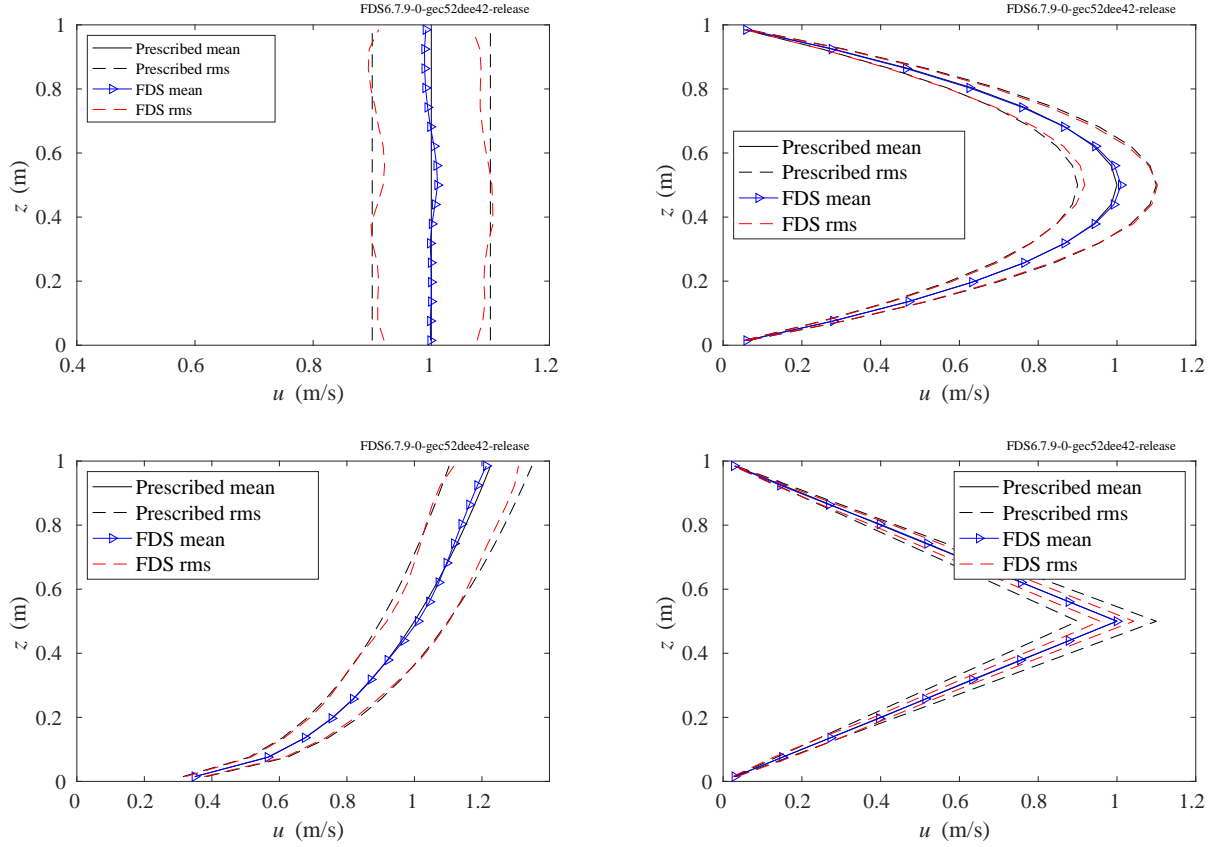 FDS6.7.9-0-gec52dee42-release
1
0.8
0.6
0.4
0.2
0
z (m)
Prescribed mean
Prescribed rms
FDS mean
FDS rms
0.4 0.6 0.8 1 1.2
u (m/s)
FDS6.7.9-0-gec52dee42-release
1
0.8
0.6
0.4
0.2
0
z (m)
Prescribed mean
Prescribed rms
FDS mean
FDS rms
0 0.2 0.4 0.6 0.8 1 1.2
u (m/s)
FDS6.7.9-0-gec52dee42-release
1
0.8
0.6
0.4
0.2
0
z (m)
Prescribed mean
Prescribed rms
FDS mean
FDS rms
0 0.2 0.4 0.6 0.8 1 1.2
u (m/s)
FDS6.7.9-0-gec52dee42-release
1
0.8
0.6
0.4
0.2
0
z (m)
Prescribed mean
Prescribed rms
FDS mean
FDS rms
0 0.2 0.4 0.6 0.8 1 1.2
u (m/s)